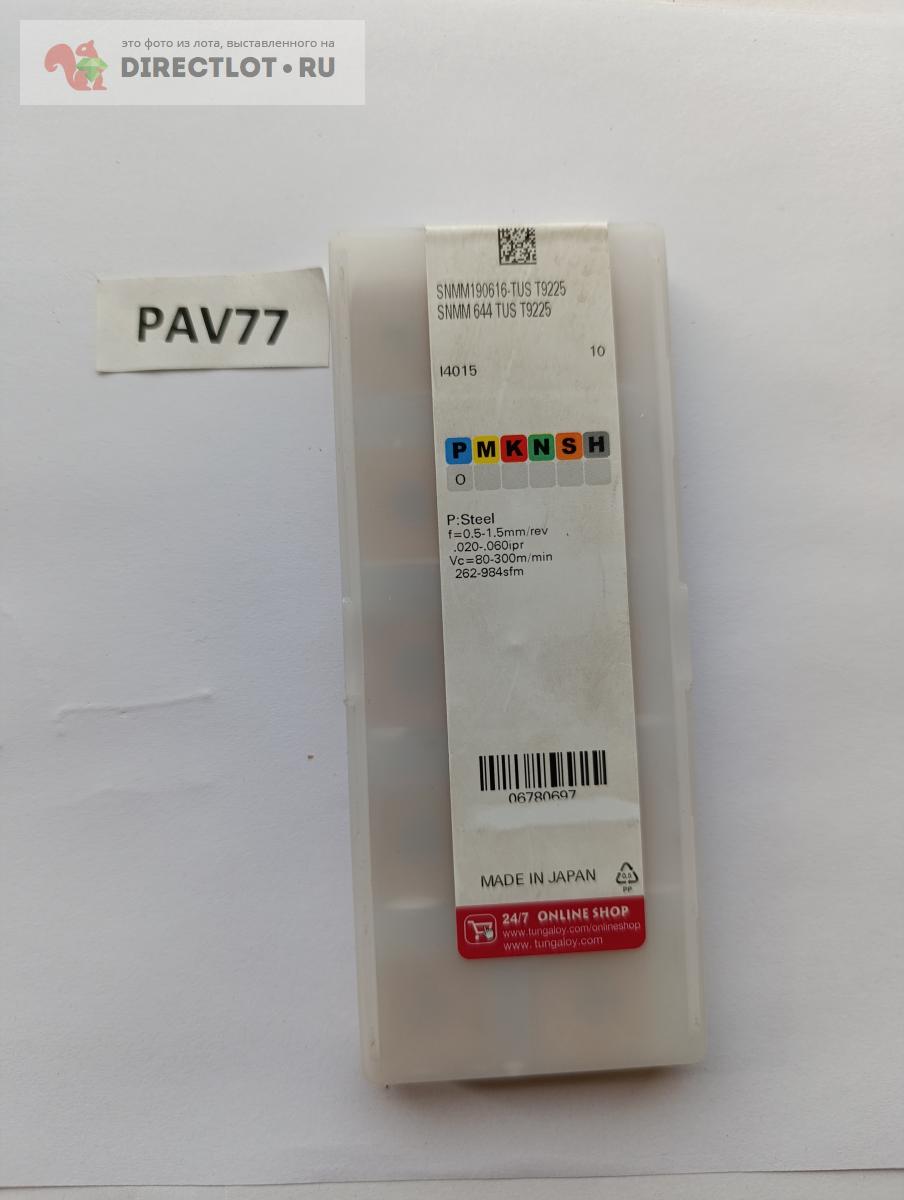 это фото из лота, выставленного на
DIRECTLOT•RU
PAV77
SNMM190616-TUS T9225
SNMM 644 TUS T9225
10
I4015
P M K N S H
O
P:Steel
f=0.5-1.5mm/rev
.020-.060ipr
Vc=80-300m/min
262-984sfm
06780697
MADE IN JAPAN
PP
24/7 ONLINE SHOP
www.tungaloy.com/onlineshop
www.tungaloy.com